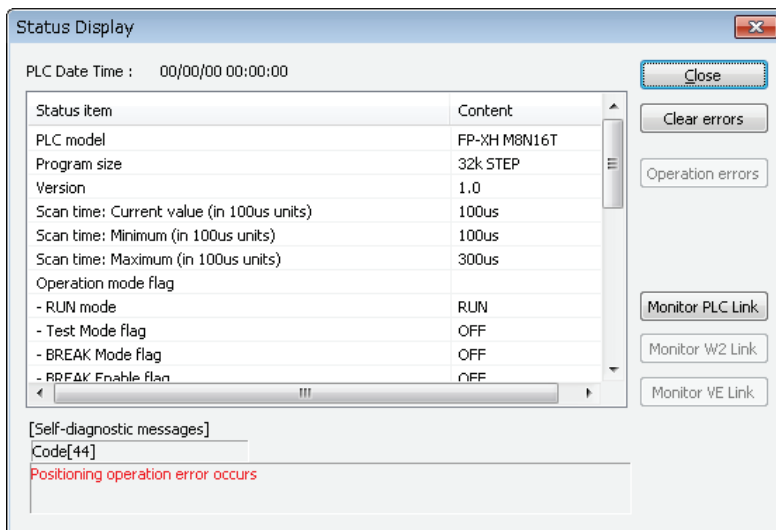 Status Display
PLC Date Time : 00/00/00 00:00:00
Close
Status item Content
Clear errors
PLC model FP-XH M8N16T
Program size 32k STEP
Operation errors
Version 1.0
Scan time: Current value (in 100us units) 100us
Scan time: Minimum (in 100us units) 100us
Scan time: Maximum (in 100us units) 300us
Operation mode flag
- RUN mode RUN
Monitor PLC Link
- Test Mode flag OFF
- BREAK Mode flag OFF
Monitor W2 Link
- BREAK Enable flag OFF
Monitor VE Link
[Self-diagnostic messages]
Code[44]
Positioning operation error occurs